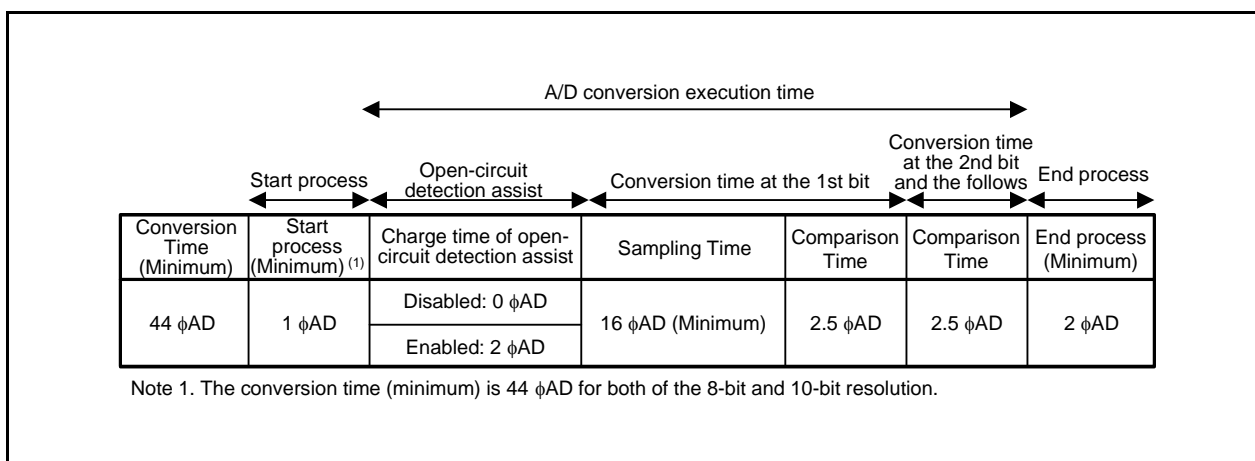 A/D conversion execution time
Start process
Open-circuit
detection assist
Conversion time at the 1st bit
Conversion time
at the 2nd bit
and the follows
End process
Conversion
Time
(Minimum)
Start
process
(Minimum) (1)
Charge time of open-
circuit detection assist
Sampling Time
Comparison
Time
Comparison
Time
End process
(Minimum)
44 ϕAD
1 ϕAD
Disabled: 0 ϕAD
Enabled: 2 ϕAD
16 ϕAD (Minimum)
2.5 ϕAD
2.5 ϕAD
2 ϕAD
Note 1. The conversion time (minimum) is 44 ϕAD for both of the 8-bit and 10-bit resolution.